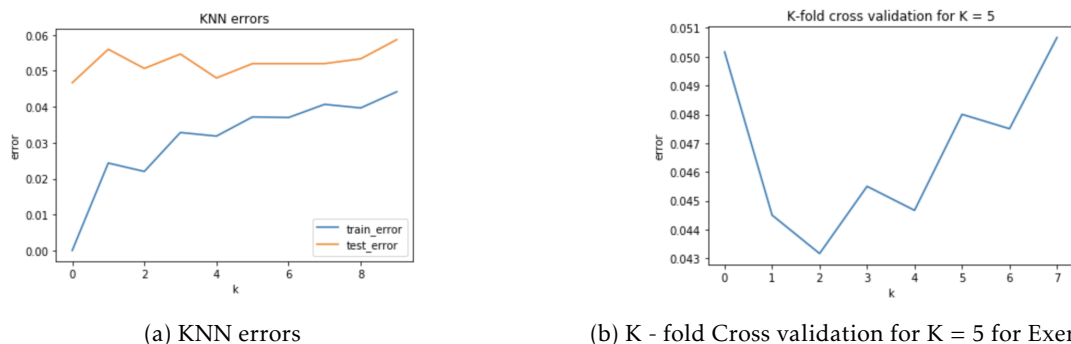 KNN errors
0.06
0.05
0.04
0.03
0.02
0.01
0.00
error
0 2 4 6 8
k
train_error
test_error
(a) KNN errors
K-fold cross validation for K = 5
0.051
0.050
0.049
0.048
0.047
0.046
0.045
0.044
0.043
error
0 1 2 3 4 5 6 7
k
(b) K - fold Cross validation for K = 5 for Exer